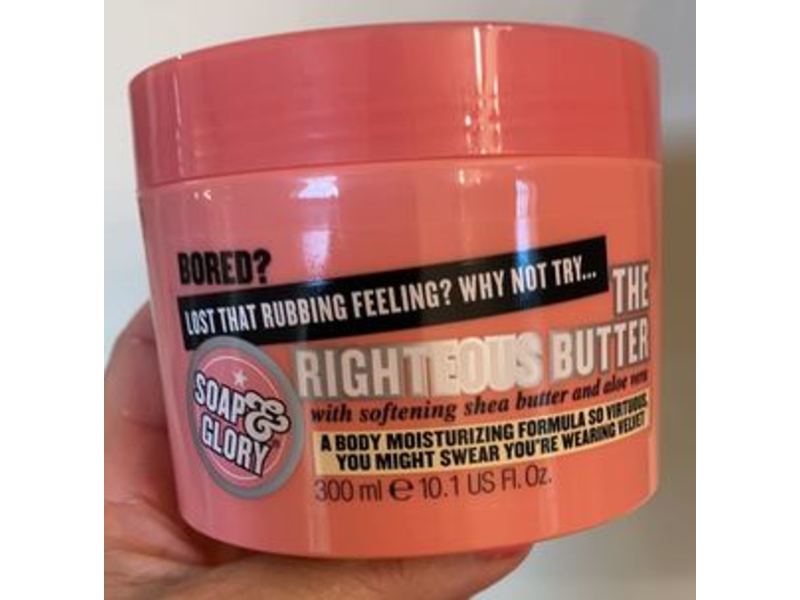 BORED?
LOST THAT RUBBING FEELING? WHY NOT TRY...
THE
RIGHTEOUS BUTTER
with softening shea butter and aloe vera
A BODY MOISTURIZING FORMULA SO VIRTUOUS,
YOU MIGHT SWEAR YOU'RE WEARING VELVET
300 ml e 10.1 US Fl. Oz.
SOAP&
GLORY